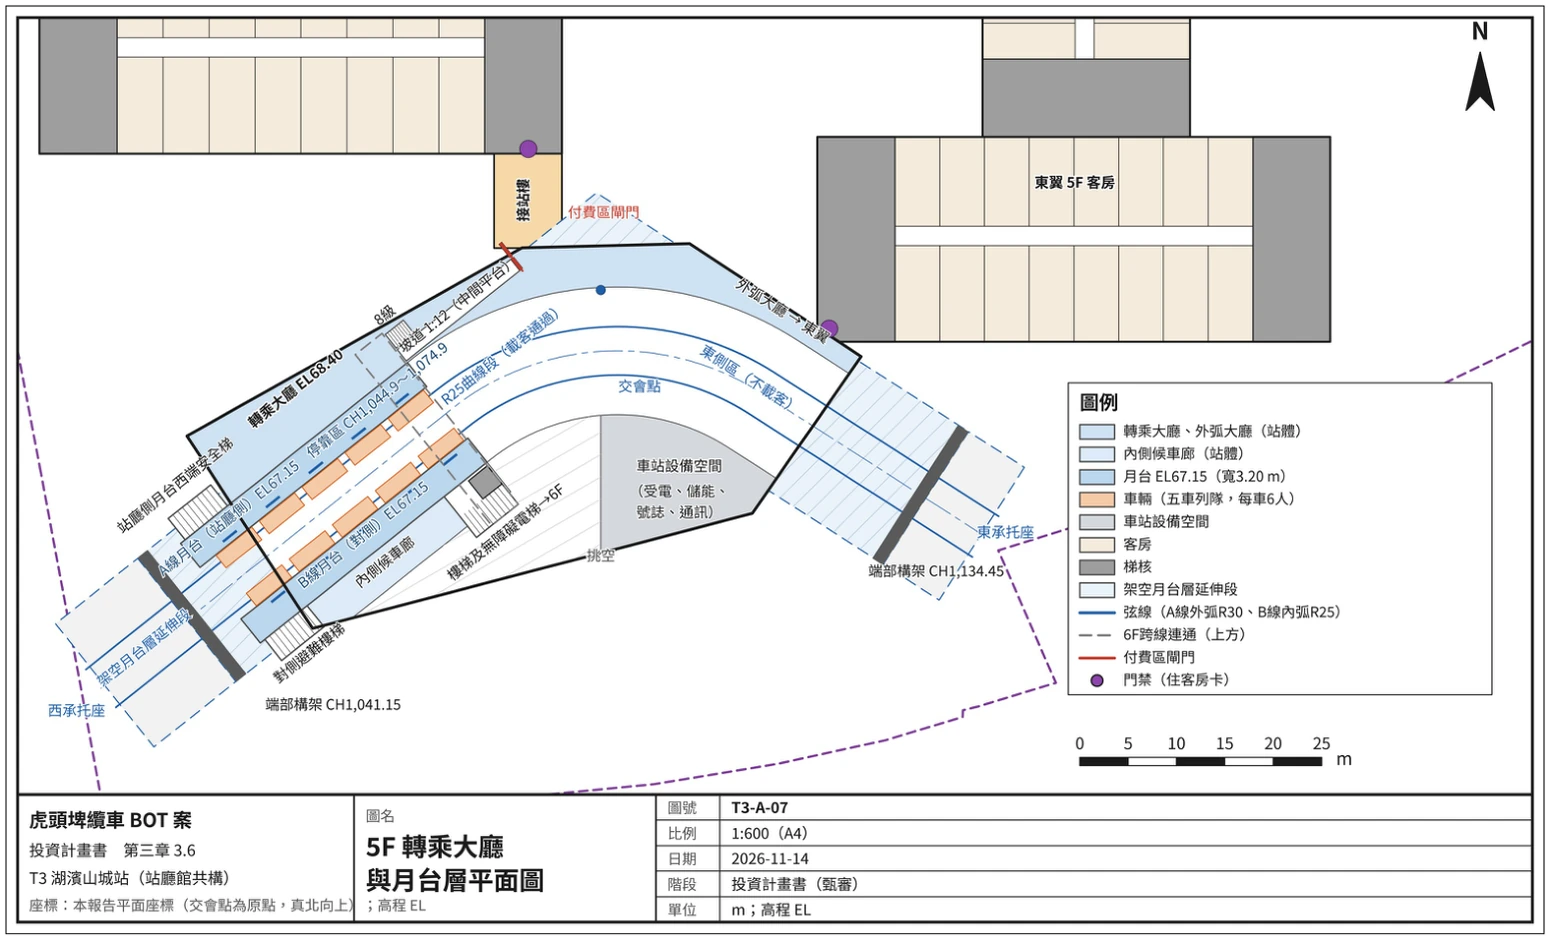 N
東翼 5F 客房
接站樓
付費區閘門
8級
坡道 1:12（中間平台）
外弧大廳→東翼
轉乘大廳 EL68.40
停靠區 CH1,044.9～1,074.9
R25曲線段（載客通過）
東側區（不載客）
交會點
站廳側月台西端安全梯
A線月台（站廳側）EL67.15
B線月台（對側）EL67.15
內側候車廊
樓梯及無障礙電梯→6F
車站設備空間
（受電、儲能、
號誌、通訊）
挑空
東承托座
端部構架 CH1,134.45
架空月台層延伸段
對側避難樓梯
西承托座
端部構架 CH1,041.15
圖例
轉乘大廳、外弧大廳（站體）
內側候車廊（站體）
月台 EL67.15（寬3.20 m）
車輛（五車列隊，每車6人）
車站設備空間
客房
梯核
架空月台層延伸段
弦線（A線外弧R30、B線內弧R25）
6F跨線連通（上方）
付費區閘門
門禁（住客房卡）
0 5 10 15 20 25 m
虎頭埤纜車 BOT 案
投資計畫書　第三章 3.6
T3 湖濱山城站（站廳館共構）
座標：本報告平面座標（交會點為原點，真北向上）；高程 EL
圖名
5F 轉乘大廳
與月台層平面圖
圖號 T3-A-07
比例 1:600（A4）
日期 2026-11-14
階段 投資計畫書（甄審）
單位 m；高程 EL